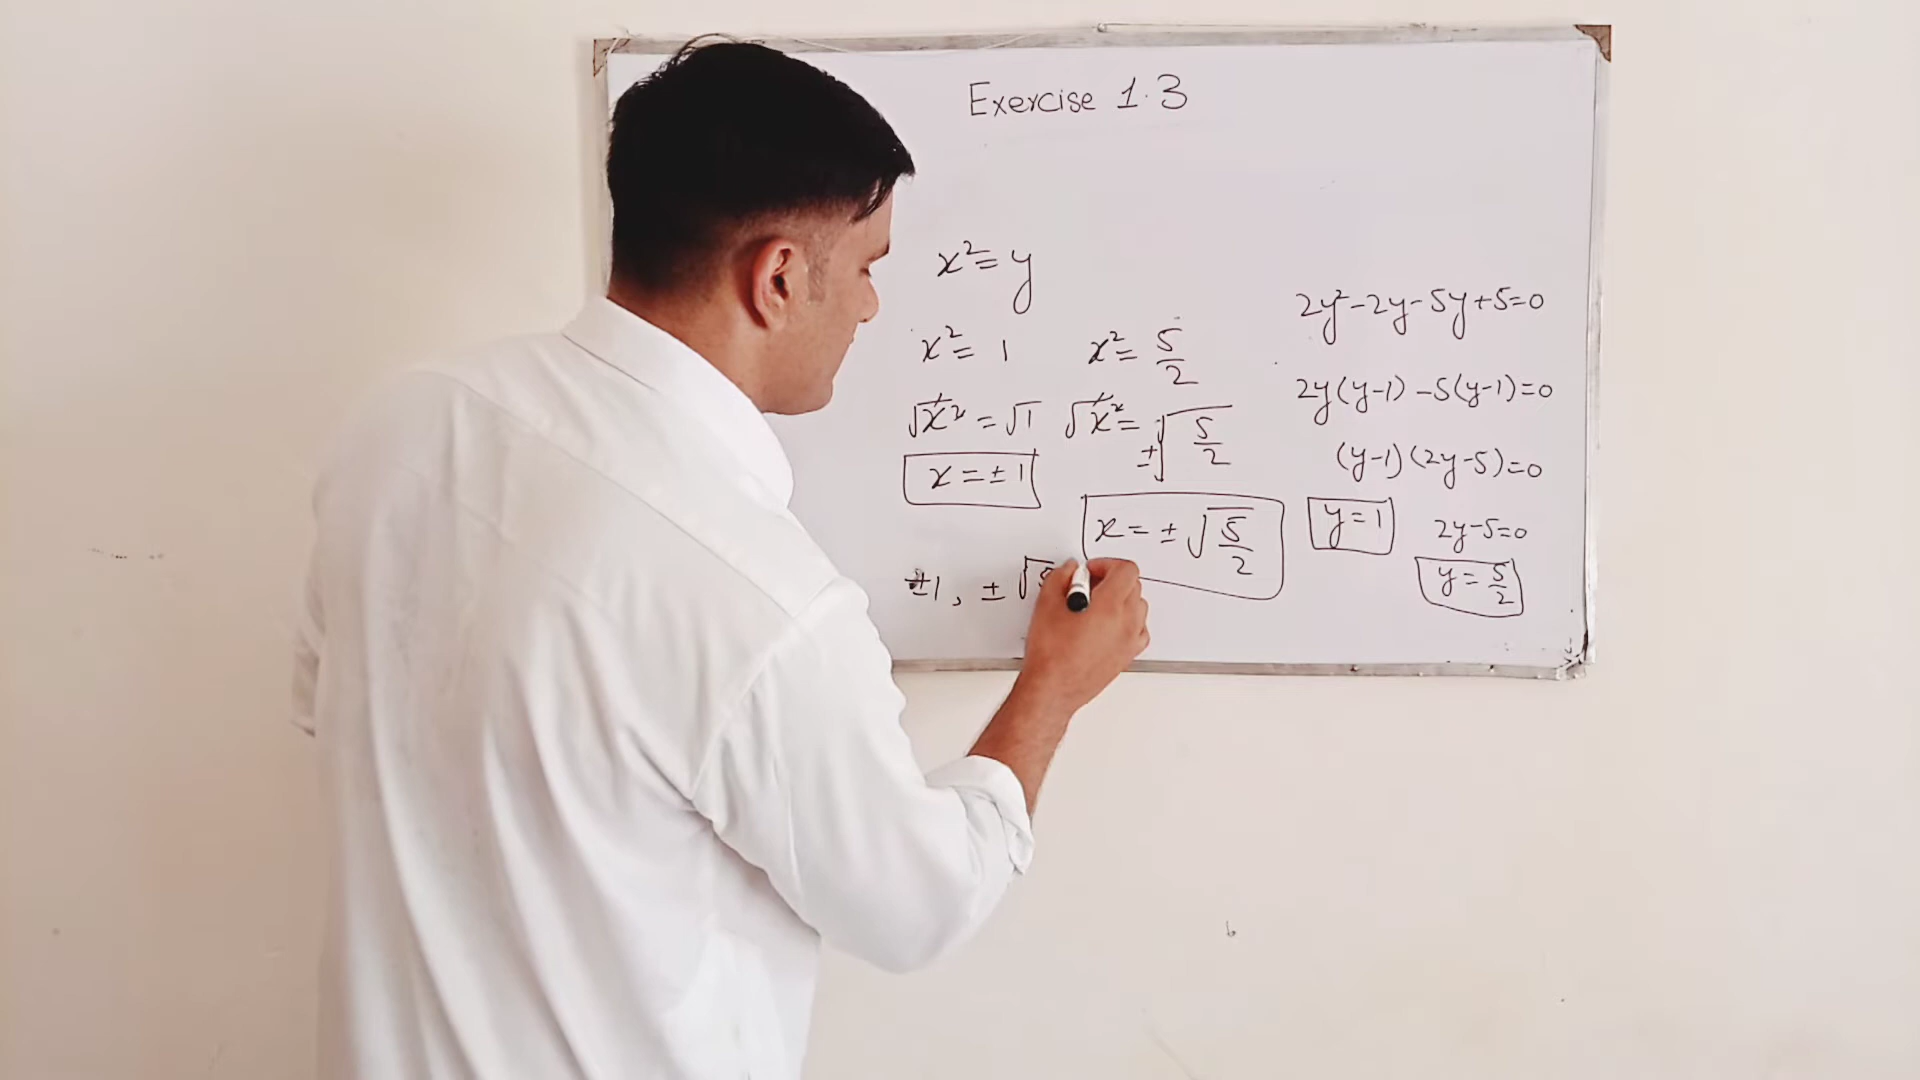 Exercise 1.3
x² = y
x² = 1
x² = 5/2
√x² = √1
√x² = ±√5/2
x = ±1
x = ±√5/2
±1, ±√5
2y²-2y-5y+5=0
2y(y-1)-5(y-1)=0
(y-1)(2y-5)=0
y=1
2y-5=0
y=5/2